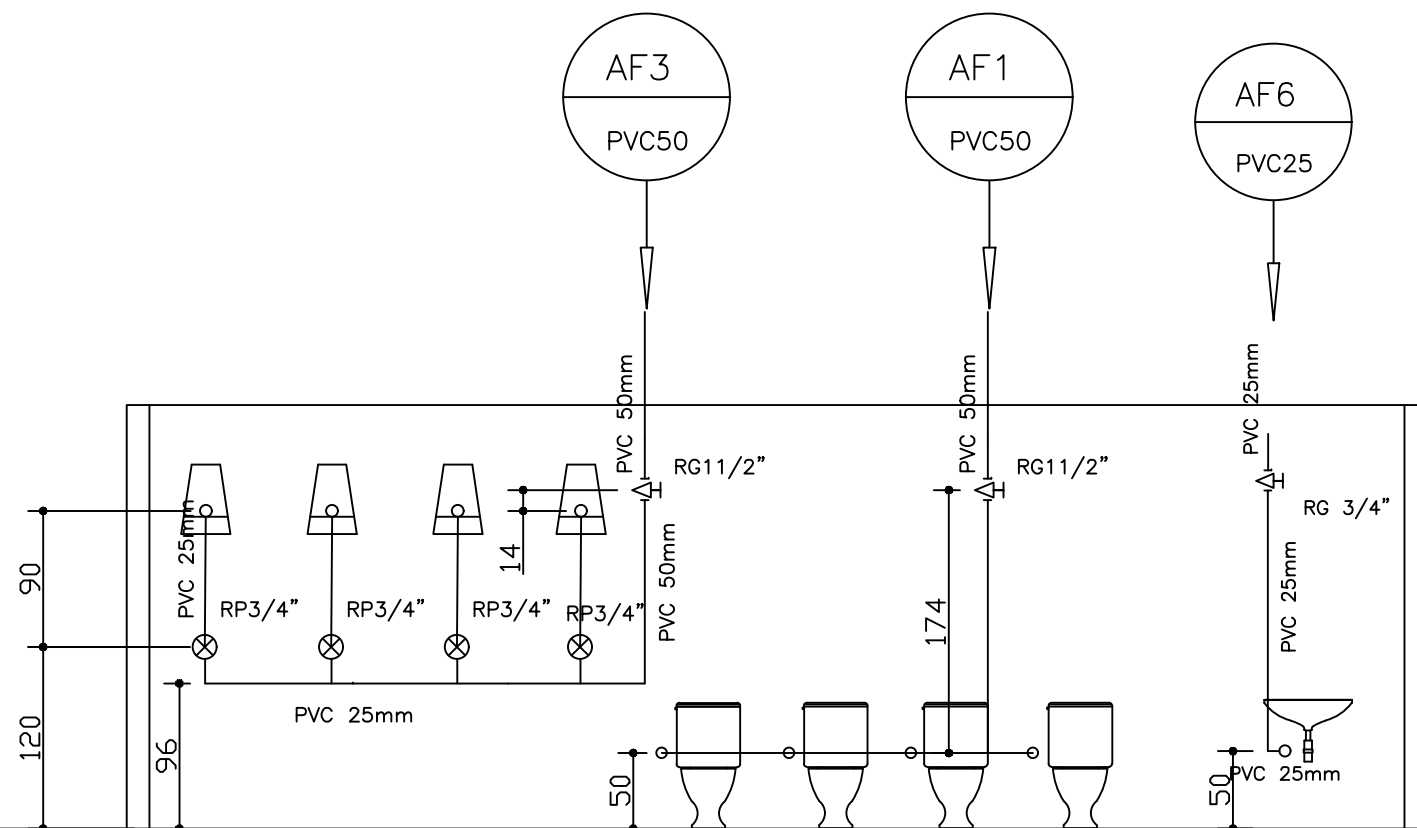 AF3
PVC50
AF1
PVC50
AF6
PVC25
PVC 50mm
PVC 50mm
PVC 25mm
RG11/2”
RG11/2”
RG 3/4”
PVC 25mm
14
PVC 50mm
PVC 25mm
90
RP3/4”
RP3/4”
RP3/4”
RP3/4”
174
PVC 25mm
120
96
50
50
PVC 25mm